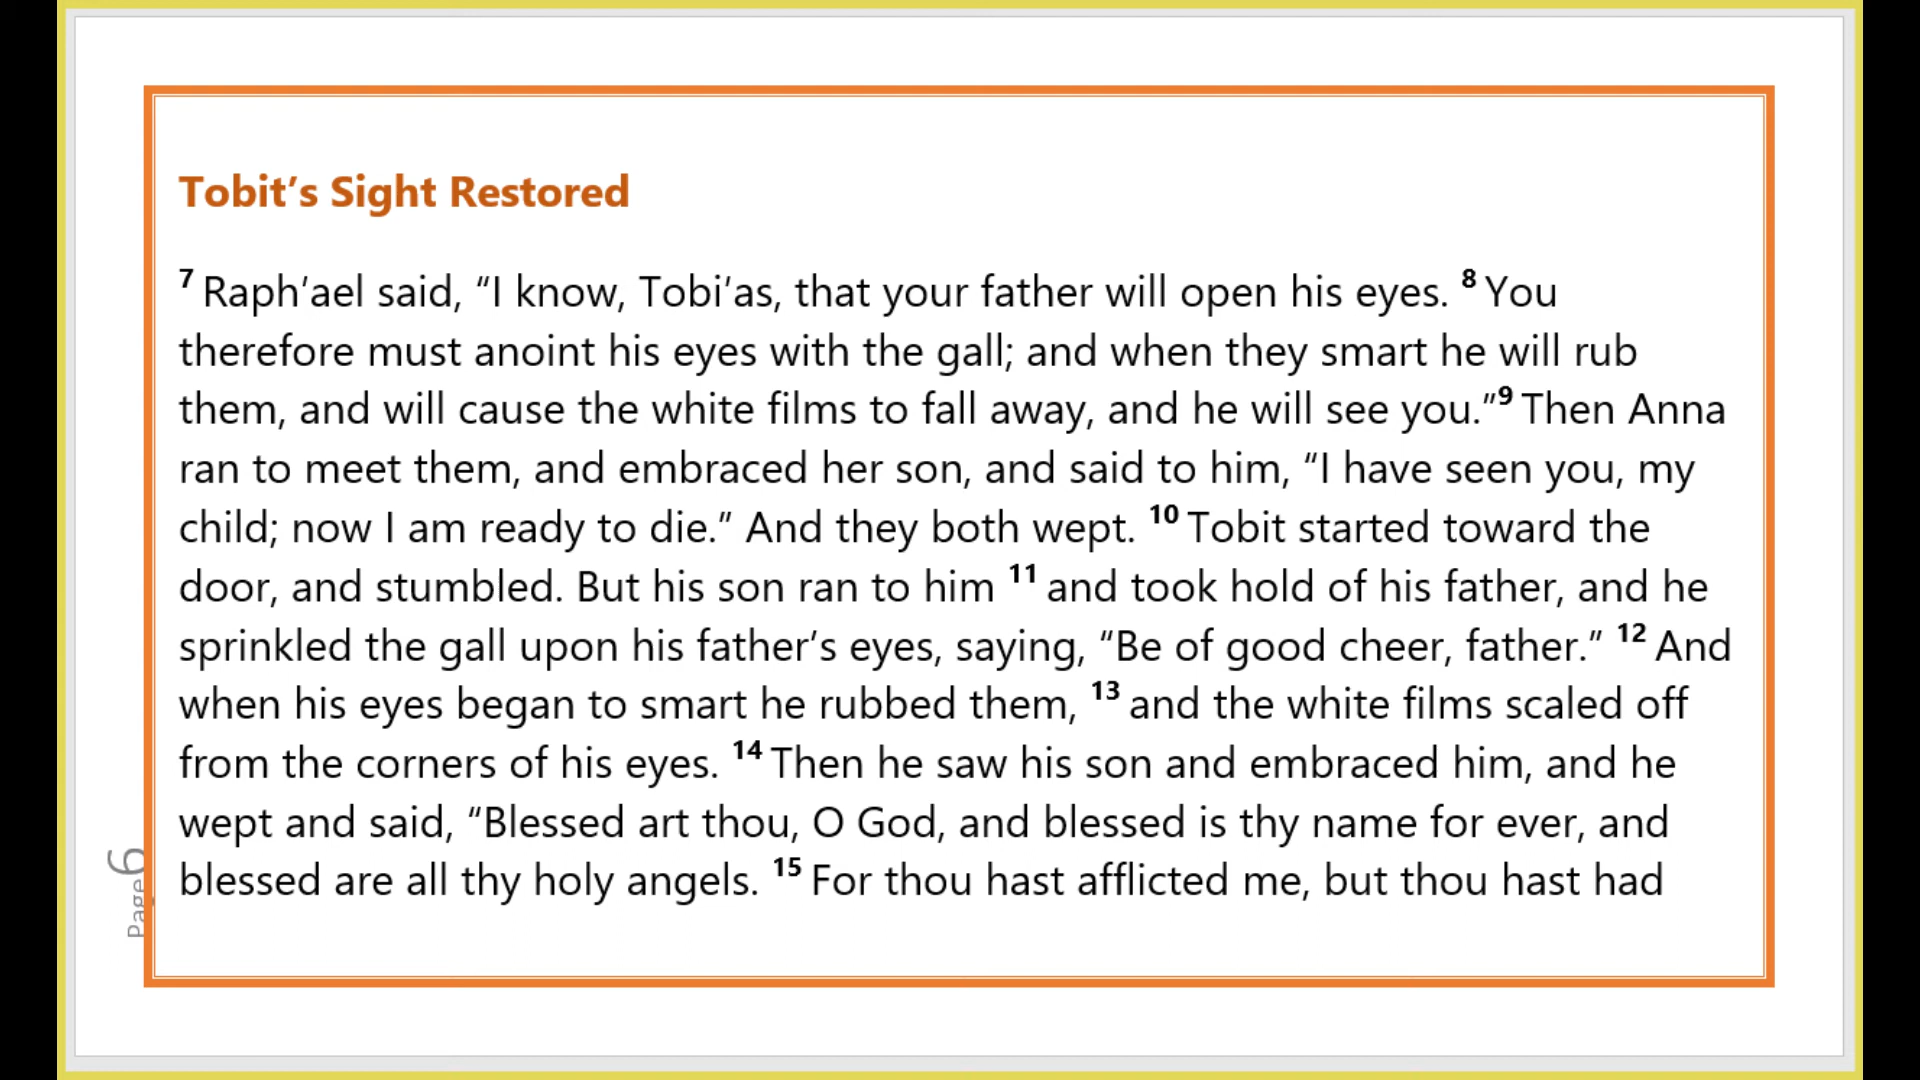 Tobit’s Sight Restored
7 Raph’ael said, “I know, Tobi’as, that your father will open his eyes. 8 You
therefore must anoint his eyes with the gall; and when they smart he will rub
them, and will cause the white films to fall away, and he will see you.”9 Then Anna
ran to meet them, and embraced her son, and said to him, “I have seen you, my
child; now I am ready to die.” And they both wept. 10 Tobit started toward the
door, and stumbled. But his son ran to him 11 and took hold of his father, and he
sprinkled the gall upon his father’s eyes, saying, “Be of good cheer, father.” 12 And
when his eyes began to smart he rubbed them, 13 and the white films scaled off
from the corners of his eyes. 14 Then he saw his son and embraced him, and he
wept and said, “Blessed art thou, O God, and blessed is thy name for ever, and
blessed are all thy holy angels. 15 For thou hast afflicted me, but thou hast had
Page 6